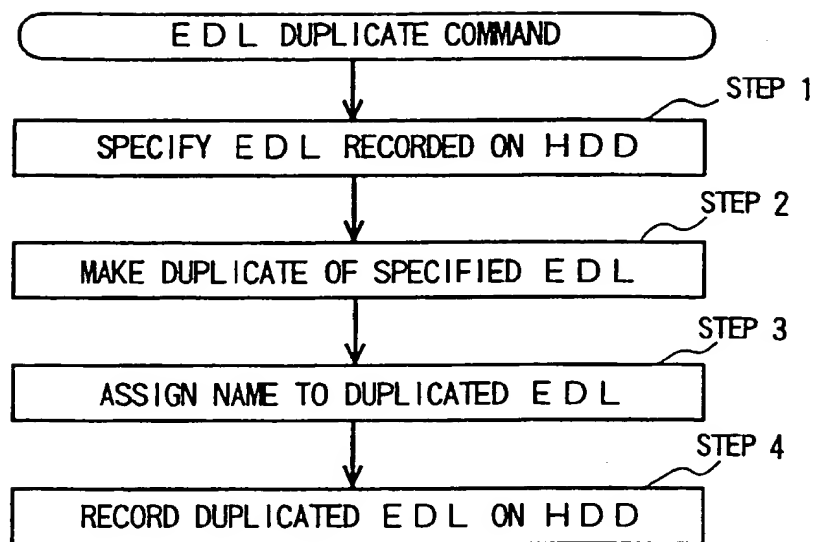 EDL DUPLICATE COMMAND
STEP 1
SPECIFY EDL RECORDED ON HDD
STEP 2
MAKE DUPLICATE OF SPECIFIED EDL
STEP 3
ASSIGN NAME TO DUPLICATED EDL
STEP 4
RECORD DUPLICATED EDL ON HDD